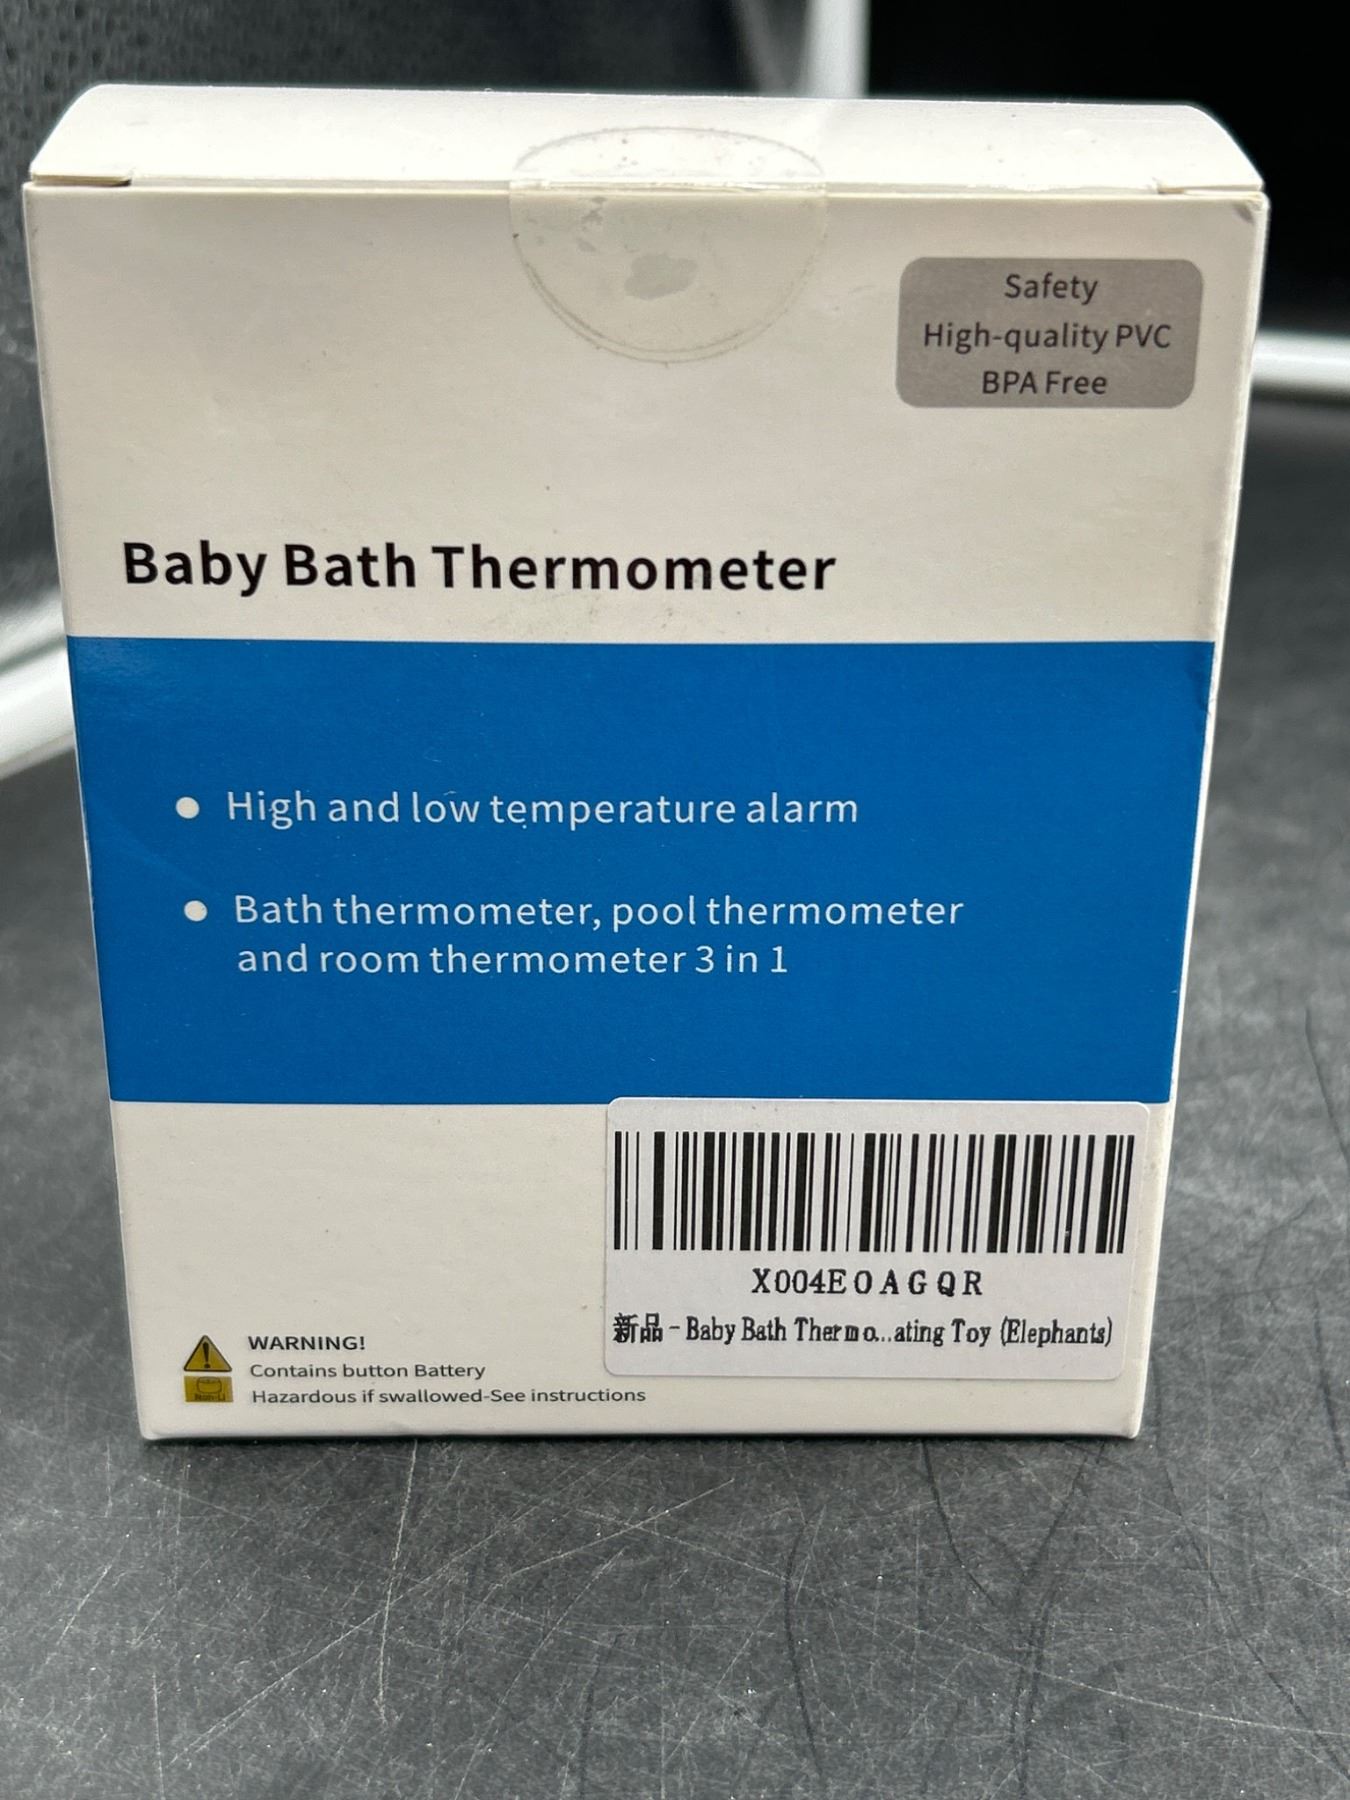 Safety
High-quality PVC
BPA Free
Baby Bath Thermometer
● High and low temperature alarm
● Bath thermometer, pool thermometer
and room thermometer 3 in 1
X004E0AGQR
新品 - Baby Bath Thermo...ating Toy (Elephants)
WARNING!
Contains button Battery
Hazardous if swallowed-See instructions